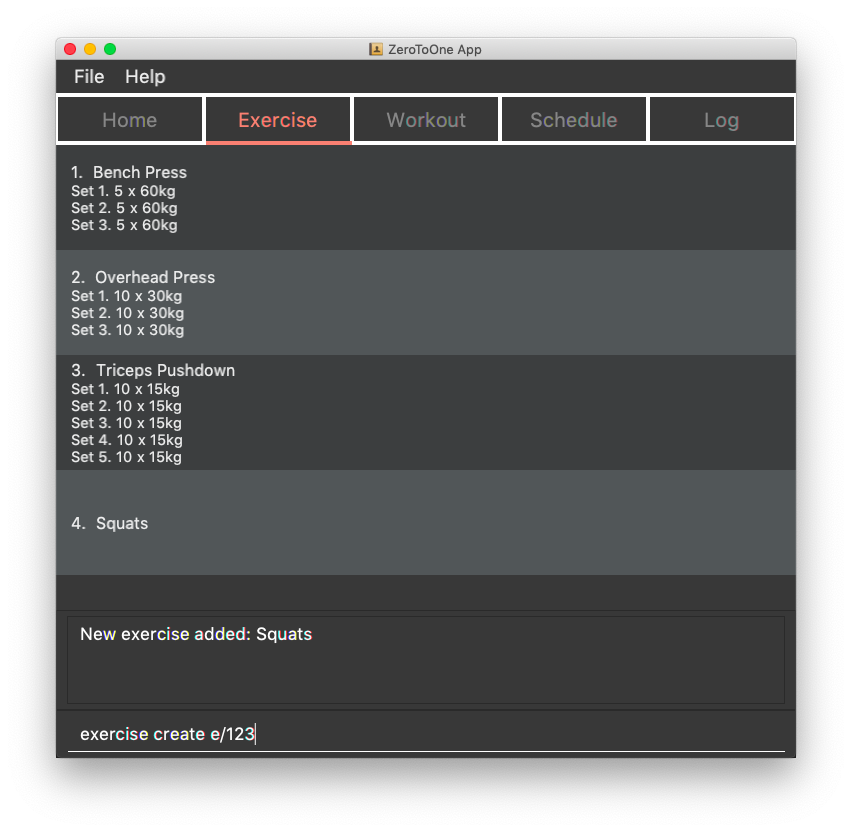 ZeroToOne App
File Help
Home Exercise Workout Schedule Log
1. Bench Press
Set 1. 5 x 60kg
Set 2. 5 x 60kg
Set 3. 5 x 60kg
2. Overhead Press
Set 1. 10 x 30kg
Set 2. 10 x 30kg
Set 3. 10 x 30kg
3. Triceps Pushdown
Set 1. 10 x 15kg
Set 2. 10 x 15kg
Set 3. 10 x 15kg
Set 4. 10 x 15kg
Set 5. 10 x 15kg
4. Squats
New exercise added: Squats
exercise create e/123